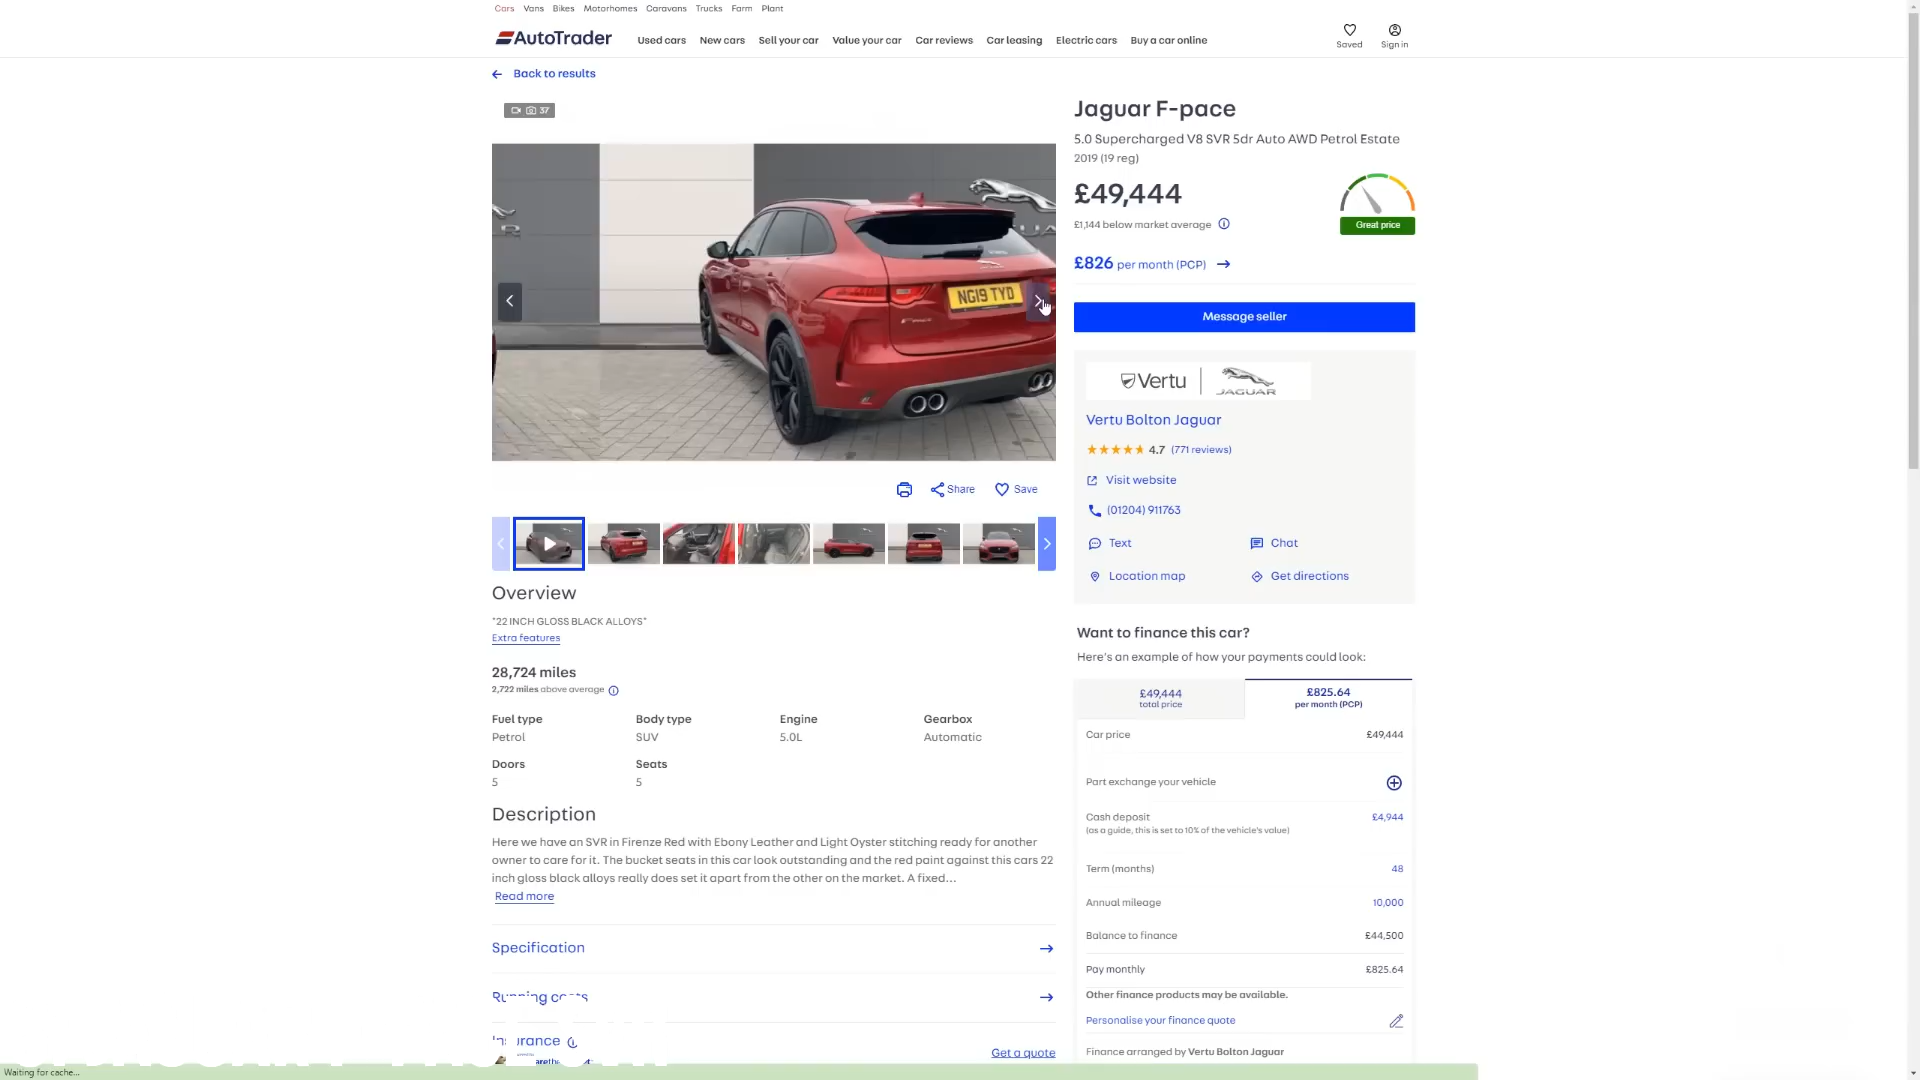 Cars Vans Bikes Motorhomes Caravans Trucks Farm Plant
AutoTrader Used cars New cars Sell your car Value your car Car reviews Car leasing Electric cars Buy a car online Saved Sign in
Back to results
37
NG19 TYD
Share Save
Overview
"22 INCH GLOSS BLACK ALLOYS"
Extra features
28,724 miles
2,722 miles above average
Fuel type Body type Engine Gearbox
Petrol SUV 5.0L Automatic
Doors Seats
5 5
Description
Here we have an SVR in Firenze Red with Ebony Leather and Light Oyster stitching ready for another
owner to care for it. The bucket seats in this car look outstanding and the red paint against this cars 22
inch gloss black alloys really does set it apart from the other on the market. A fixed...
Read more
Specification
Running costs
Insurance
Get a quote
Jaguar F-pace
5.0 Supercharged V8 SVR 5dr Auto AWD Petrol Estate
2019 (19 reg)
£49,444
£1,144 below market average
Great price
£826 per month (PCP)
Message seller
Vertu JAGUAR
Vertu Bolton Jaguar
4.7 (771 reviews)
Visit website
(01204) 911763
Text Chat
Location map Get directions
Want to finance this car?
Here's an example of how your payments could look:
£49,444 £825.64
total price per month (PCP)
Car price £49,444
Part exchange your vehicle
Cash deposit £4,944
(as a guide, this is set to 10% of the vehicle's value)
Term (months) 48
Annual mileage 10,000
Balance to finance £44,500
Pay monthly £825.64
Other finance products may be available.
Personalise your finance quote
Finance arranged by Vertu Bolton Jaguar
Waiting for cache...